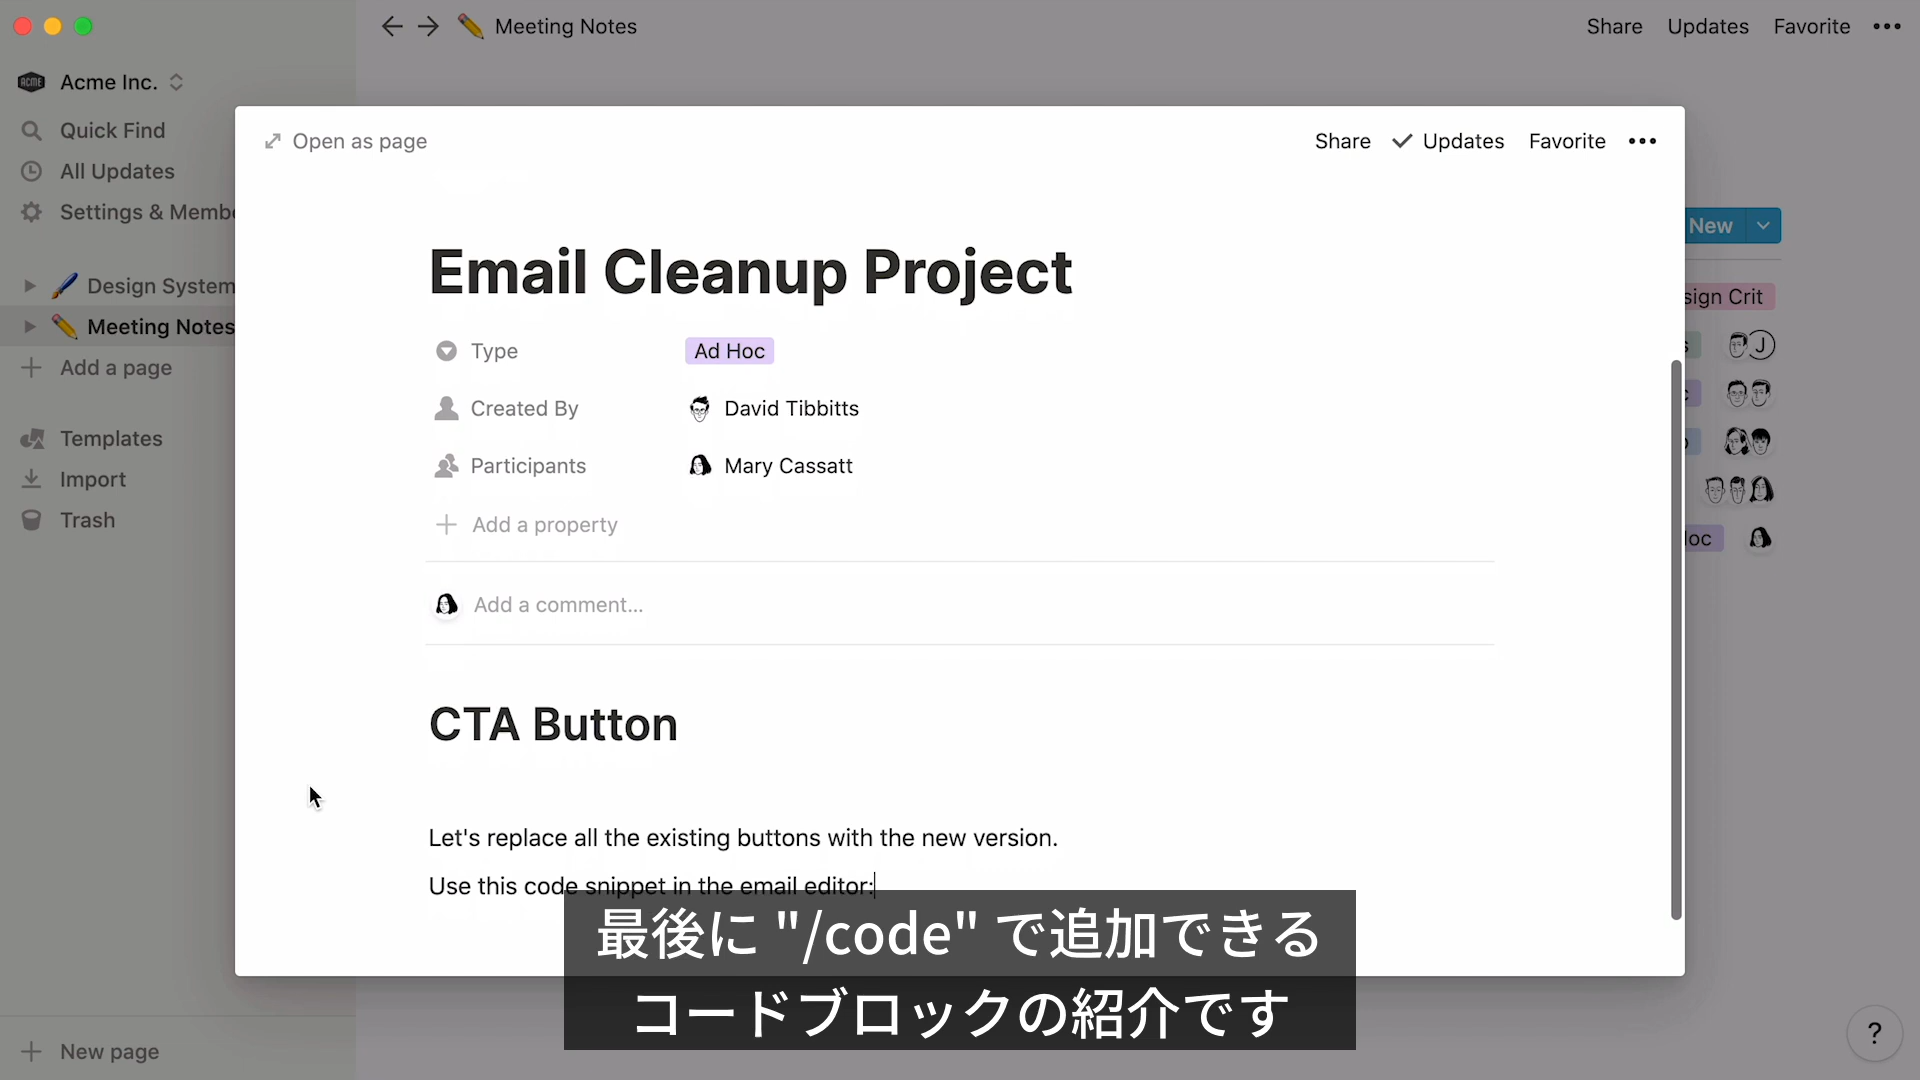 Meeting Notes
Share
Updates
Favorite
ACME
Acme Inc.
Quick Find
All Updates
Settings & Membe
Design System
Meeting Notes
Add a page
Templates
Import
Trash
New page
Open as page
Share
Updates
Favorite
Email Cleanup Project
Type
Ad Hoc
Created By
David Tibbitts
Participants
Mary Cassatt
Add a property
Add a comment...
CTA Button
Let's replace all the existing buttons with the new version.
Use this code snippet in the email editor:
最後に "/code" で追加できる
コードブロックの紹介です
New
sign Crit
s
J
oc
?